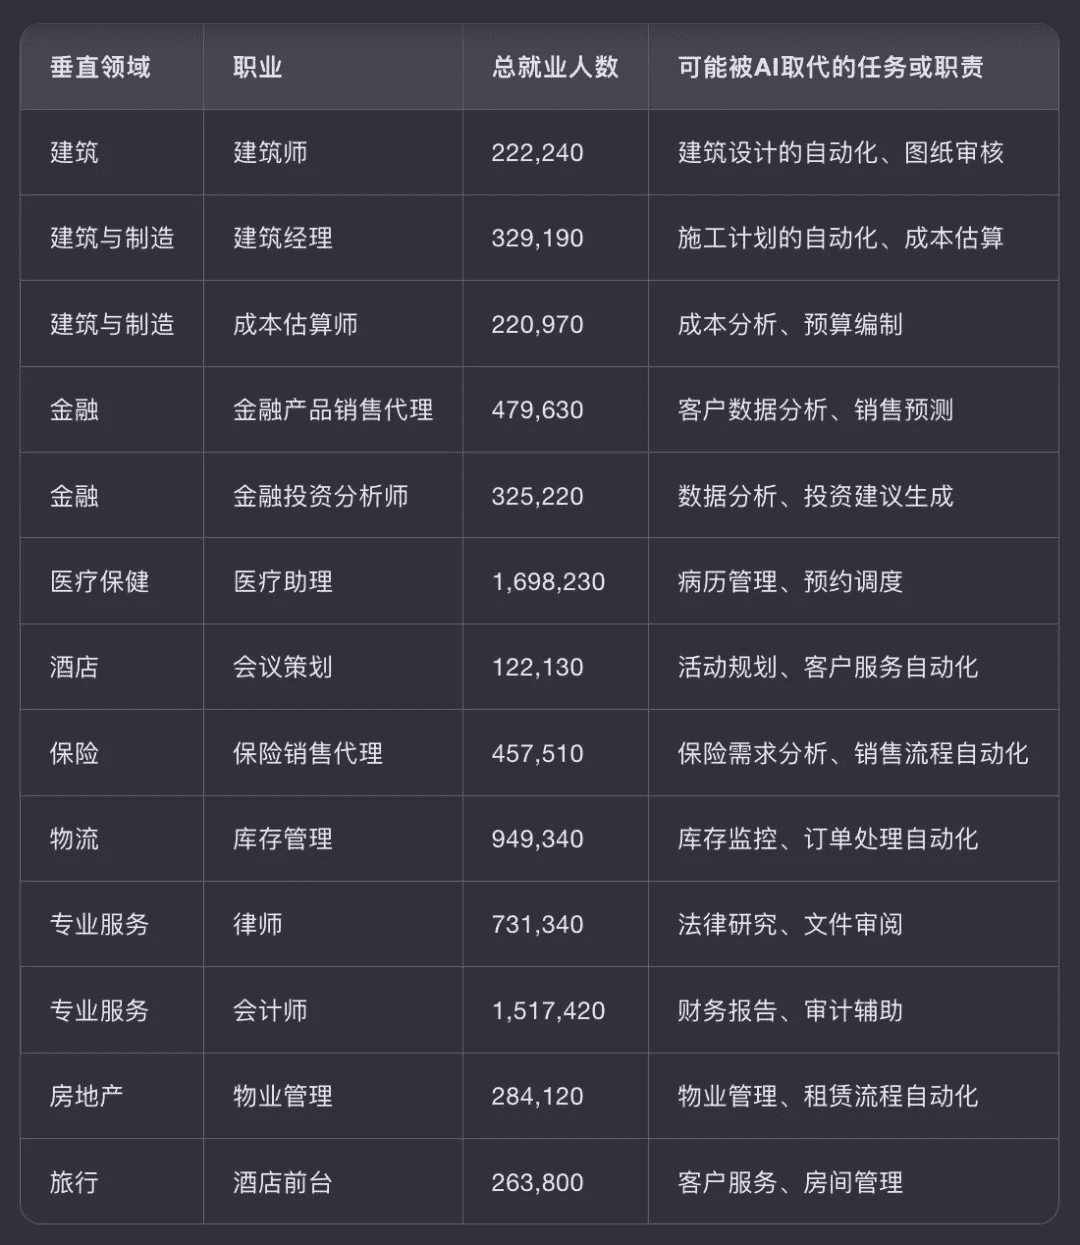 垂直领域 职业 总就业人数 可能被AI取代的任务或职责
建筑 建筑师 222,240 建筑设计的自动化、图纸审核
建筑与制造 建筑经理 329,190 施工计划的自动化、成本估算
建筑与制造 成本估算师 220,970 成本分析、预算编制
金融 金融产品销售代理 479,630 客户数据分析、销售预测
金融 金融投资分析师 325,220 数据分析、投资建议生成
医疗保健 医疗助理 1,698,230 病历管理、预约调度
酒店 会议策划 122,130 活动规划、客户服务自动化
保险 保险销售代理 457,510 保险需求分析、销售流程自动化
物流 库存管理 949,340 库存监控、订单处理自动化
专业服务 律师 731,340 法律研究、文件审阅
专业服务 会计师 1,517,420 财务报告、审计辅助
房地产 物业管理 284,120 物业管理、租赁流程自动化
旅行 酒店前台 263,800 客户服务、房间管理